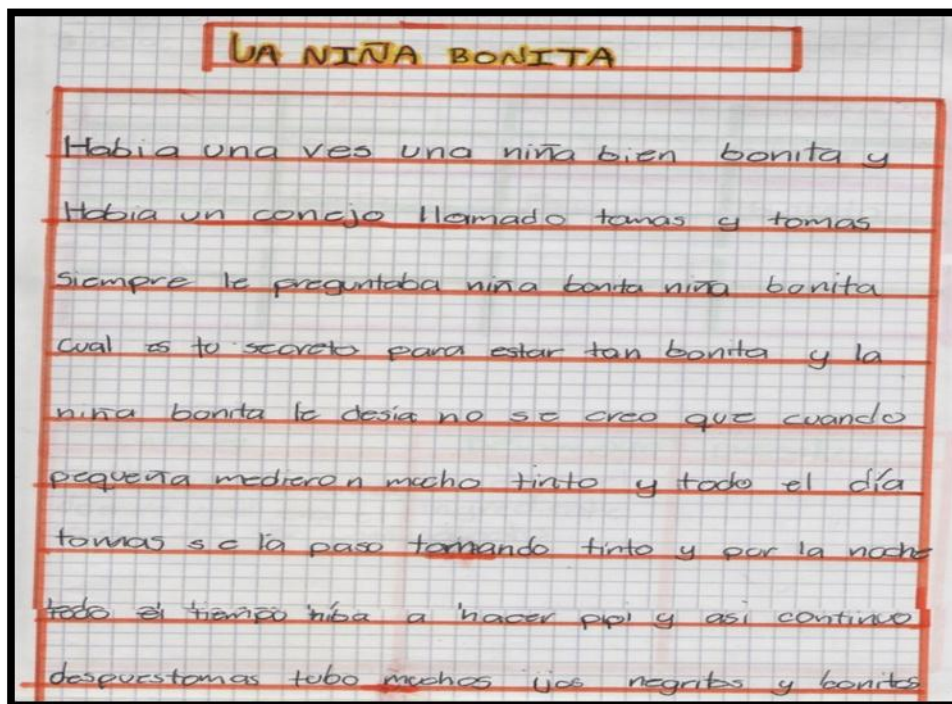 LA NIÑA BONITA
Habia una ves una niña bien bonita y
Habia un conejo llamado tomas y tomas
siempre le preguntaba niña bonita niña bonita
cual es tu secreto para estar tan bonita y la
niña bonita le desia no se creo que cuando
pequeña medieron mucho tinto y todo el día
tomas se la paso tomando tinto y por la noche
todo el tiempo hiba a hacer pipi y asi continuo
despuestomas tubo muchos ijos negritos y bonitos